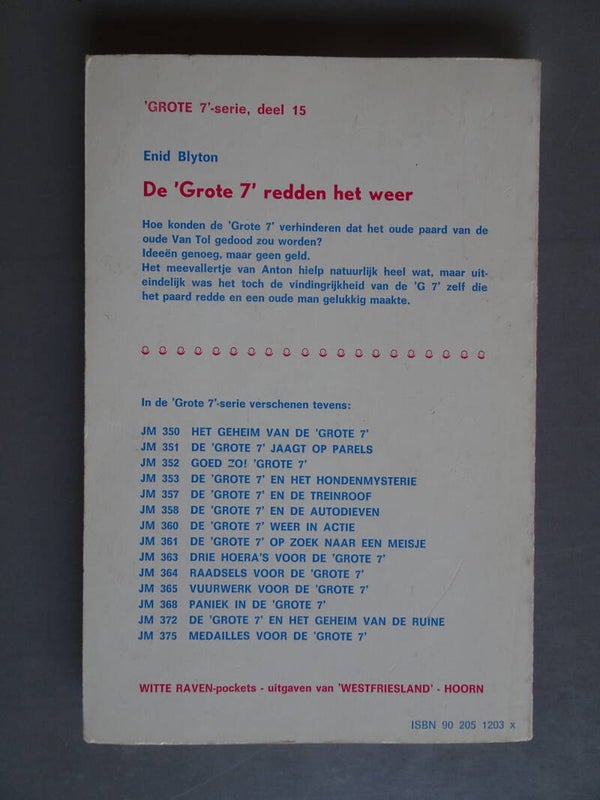 'GROTE 7'-serie, deel 15
Enid Blyton
De 'Grote 7' redden het weer
Hoe konden de 'Grote 7' verhinderen dat het oude paard van de
oude Van Tol gedood zou worden?
Ideeën genoeg, maar geen geld.
Het meevallertje van Anton hielp natuurlijk heel wat, maar uit-
eindelijk was het toch de vindingrijkheid van de 'G 7' zelf die
het paard redde en een oude man gelukkig maakte.
In de 'Grote 7'-serie verschenen tevens:
JM 350 HET GEHEIM VAN DE 'GROTE 7'
JM 351 DE 'GROTE 7' JAAGT OP PARELS
JM 352 GOED ZO! 'GROTE 7'
JM 353 DE 'GROTE 7' EN HET HONDENMYSTERIE
JM 357 DE 'GROTE 7' EN DE TREINROOF
JM 358 DE 'GROTE 7' EN DE AUTODIEVEN
JM 360 DE 'GROTE 7' WEER IN ACTIE
JM 361 DE 'GROTE 7' OP ZOEK NAAR EEN MEISJE
JM 363 DRIE HOERA'S VOOR DE 'GROTE 7'
JM 364 RAADSELS VOOR DE 'GROTE 7'
JM 365 VUURWERK VOOR DE 'GROTE 7'
JM 368 PANIEK IN DE 'GROTE 7'
JM 372 DE 'GROTE 7' EN HET GEHEIM VAN DE RUÏNE
JM 375 MEDAILLES VOOR DE 'GROTE 7'
WITTE RAVEN-pockets - uitgaven van 'WESTFRIESLAND' - HOORN
ISBN 90 205 1203 x